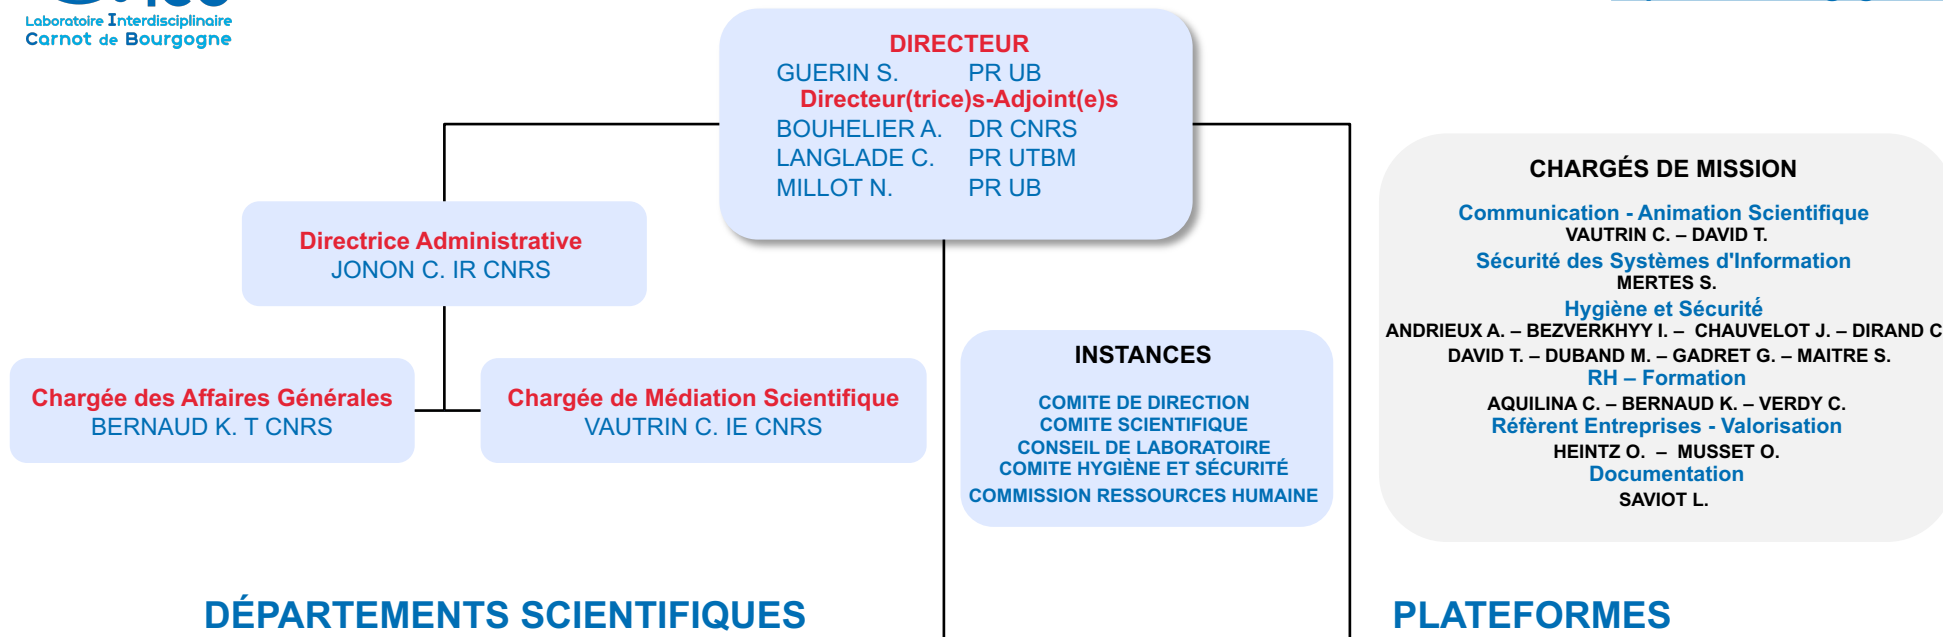 Laboratoire Interdisciplinaire
Carnot de Bourgogne
DIRECTEUR
GUERIN S. PR UB
Directeur(trice)s-Adjoint(e)s
BOUHELIER A. DR CNRS
LANGLADE C. PR UTBM
MILLOT N. PR UB
Directrice Administrative
JONON C. IR CNRS
Chargée des Affaires Générales
BERNAUD K. T CNRS
Chargée de Médiation Scientifique
VAUTRIN C. IE CNRS
INSTANCES
COMITE DE DIRECTION
COMITE SCIENTIFIQUE
CONSEIL DE LABORATOIRE
COMITE HYGIÈNE ET SÉCURITÉ
COMMISSION RESSOURCES HUMAINE
CHARGÉS DE MISSION
Communication - Animation Scientifique
VAUTRIN C. – DAVID T.
Sécurité des Systèmes d'Information
MERTES S.
Hygiène et Sécurité
ANDRIEUX A. – BEZVERKHYY I. – CHAUVELOT J. – DIRAND C
DAVID T. – DUBAND M. – GADRET G. – MAITRE S.
RH – Formation
AQUILINA C. – BERNAUD K. – VERDY C.
Réfèrent Entreprises - Valorisation
HEINTZ O. – MUSSET O.
Documentation
SAVIOT L.
DÉPARTEMENTS SCIENTIFIQUES
PLATEFORMES